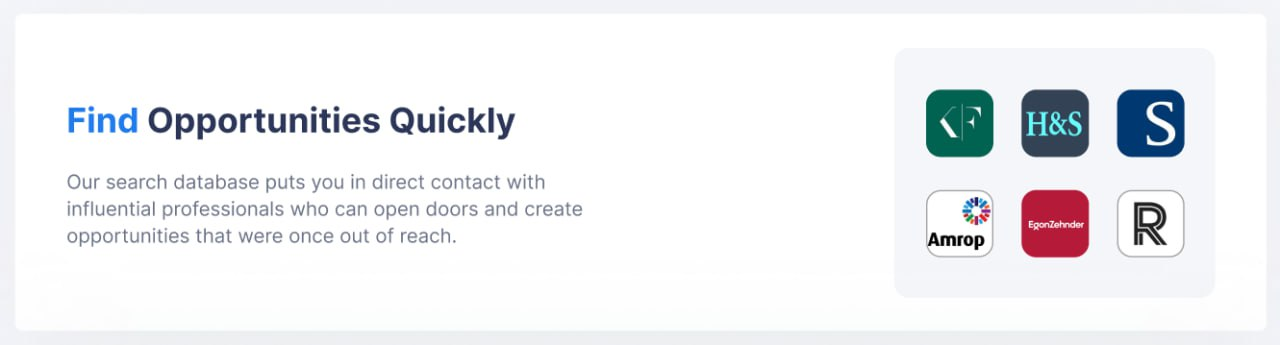 Find Opportunities Quickly
Our search database puts you in direct contact with
influential professionals who can open doors and create
opportunities that were once out of reach.
KF H&S S
Amrop EgonZehnder R